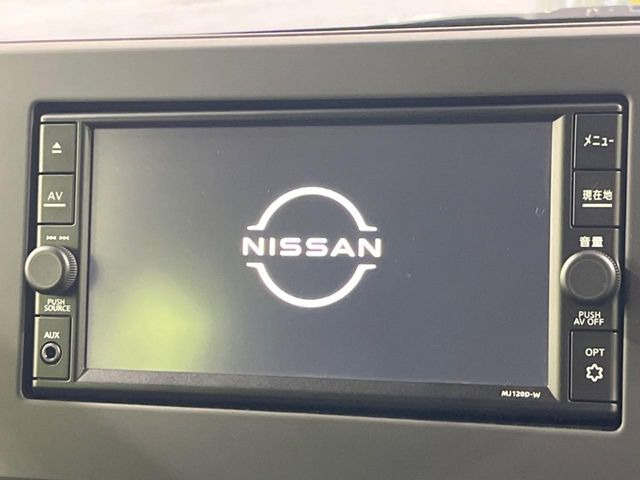 メニュー
AV
現在地
音量
NISSAN
PUSH
SOURCE
PUSH
AV OFF
AUX
OPT
MJ120D-W